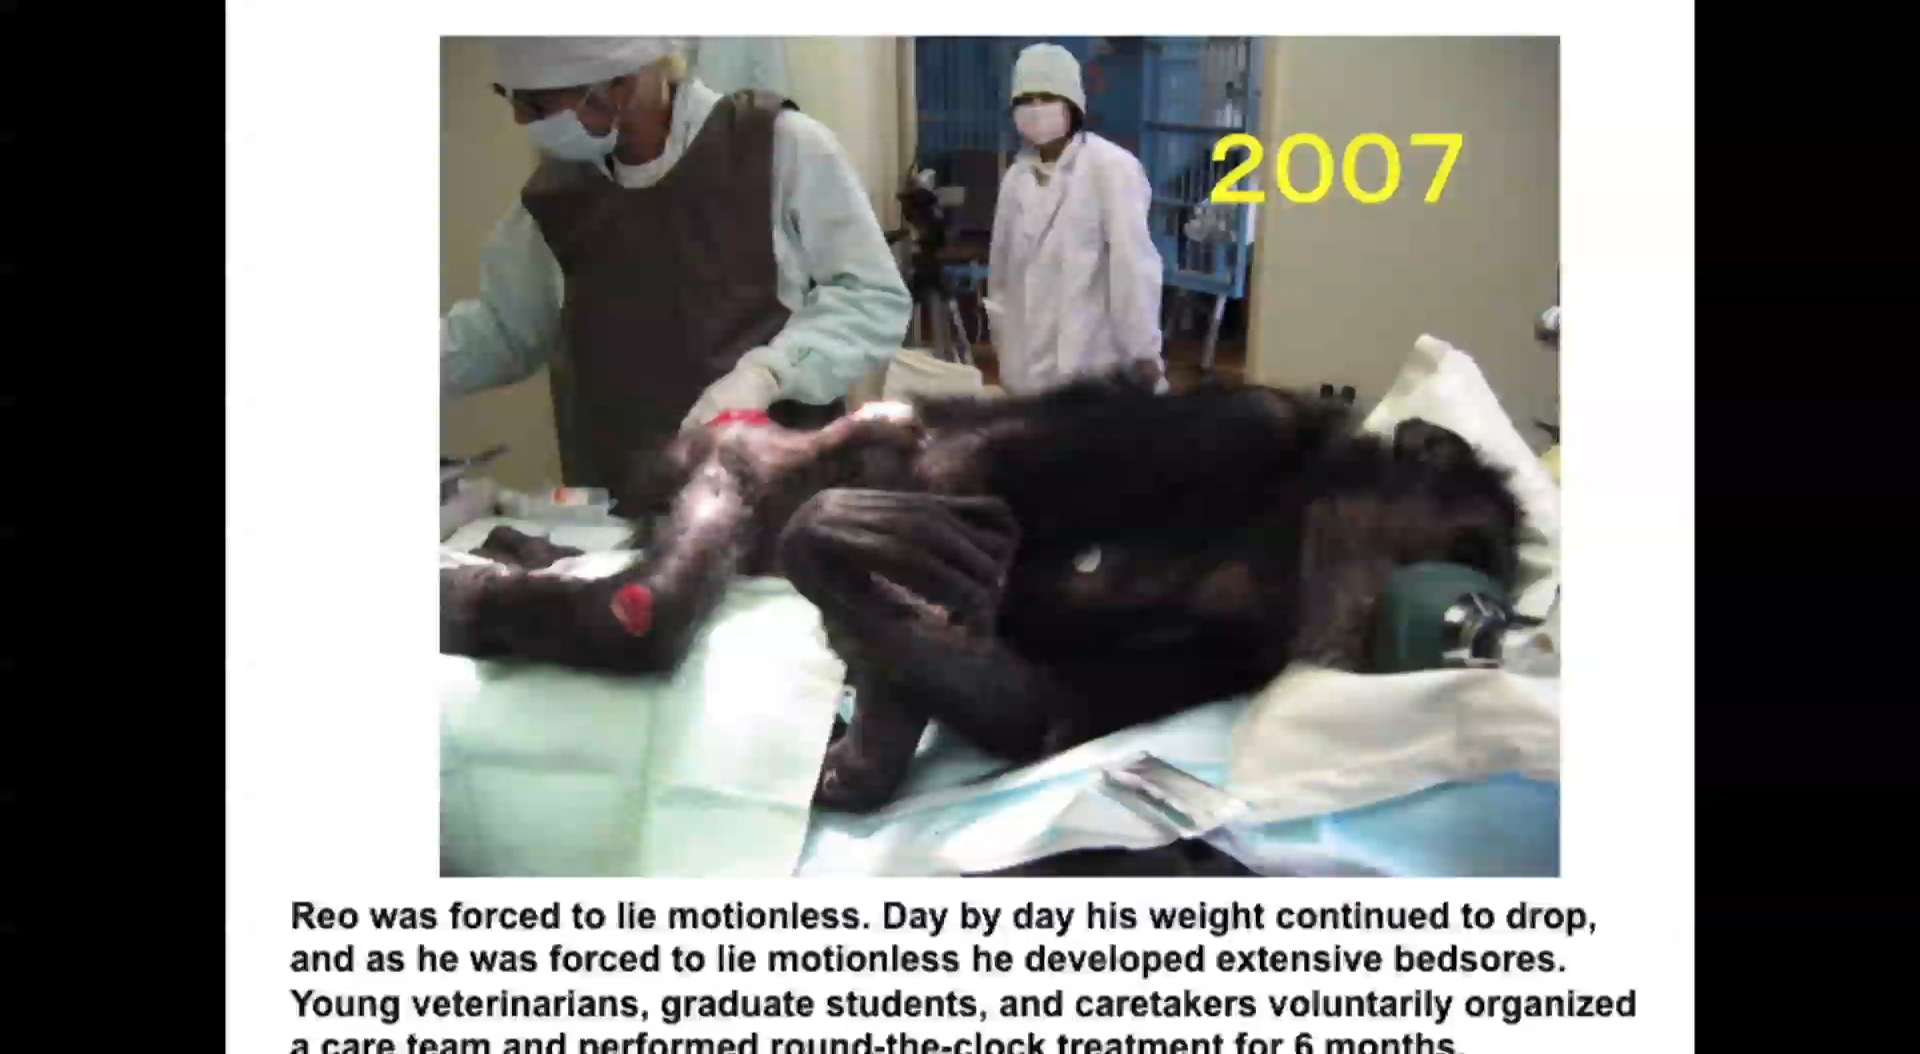 2007
Reo was forced to lie motionless. Day by day his weight continued to drop,
and as he was forced to lie motionless he developed extensive bedsores.
Young veterinarians, graduate students, and caretakers voluntarily organized
a care team and performed round-the-clock treatment for 6 months.